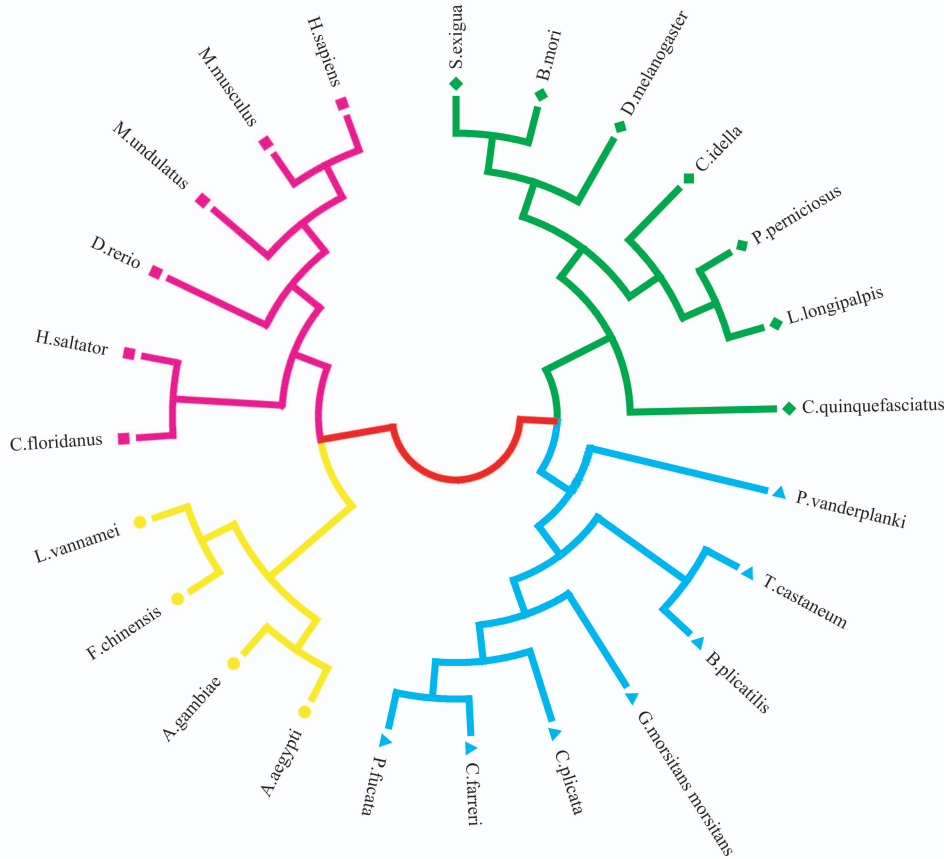 S.exigua
B.mori
D.melanogaster
C.idella
P.perniciosus
L.longipalpis
C.quinquefasciatus
P.vanderplanki
T.castaneum
B.plicatilis
G.morsitans morsitans
C.plicata
C.farreri
P.fucata
A.aegypti
A.gambiae
F.chinensis
L.vannamei
C.floridanus
H.saltator
D.rerio
M.undulatus
M.musculus
H.sapiens